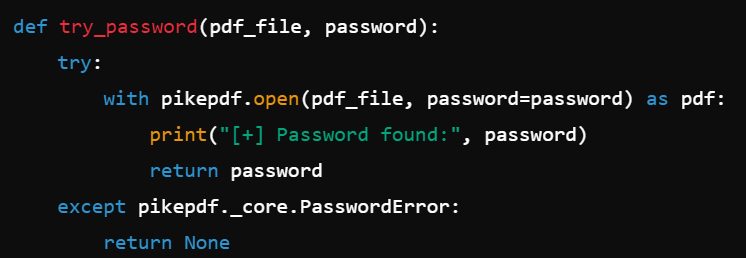 def try_password(pdf_file, password):
    try:
        with pikepdf.open(pdf_file, password=password) as pdf:
            print("[+] Password found:", password)
            return password
    except pikepdf._core.PasswordError:
        return None